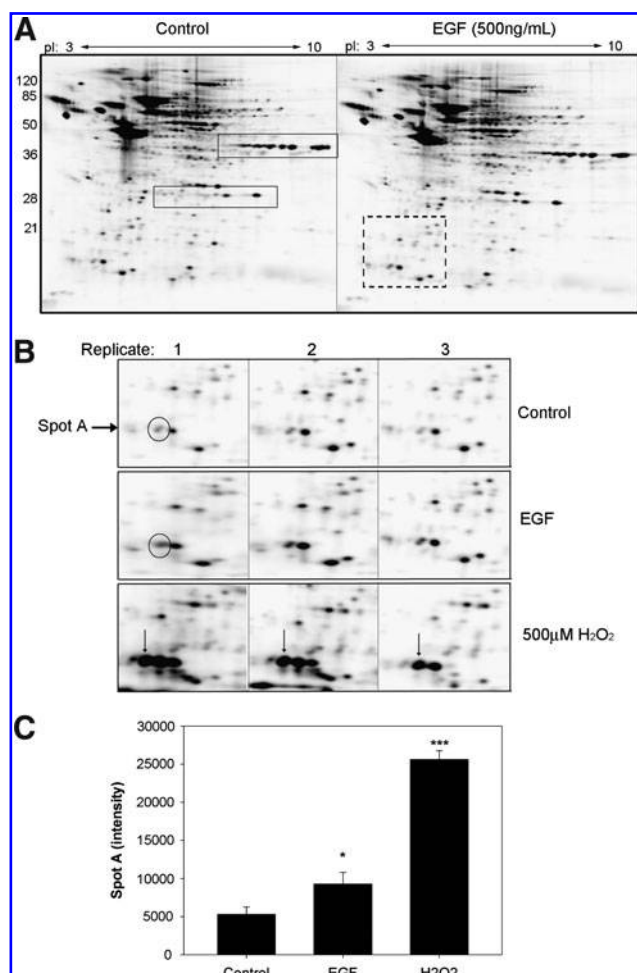 A
Control
EGF (500ng/mL)
pI: 3 10
pI: 3 10
120
85
50
36
28
21
B
Replicate: 1 2 3
Spot A
Control
EGF
500µM H₂O₂
C
Spot A (intensity)
30000
25000
20000
15000
10000
5000
0
*
***
Control EGF H2O2